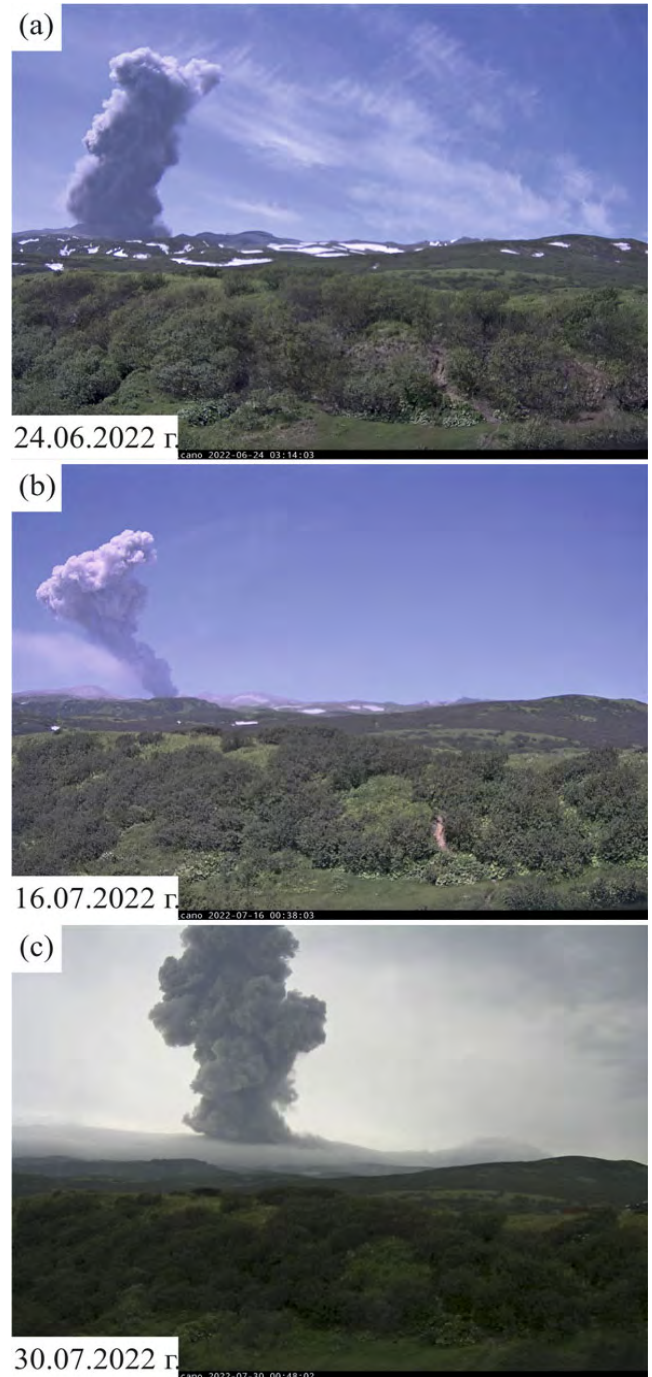 (a)
24.06.2022 г.
cano 2022-06-24 03:14:03
(b)
16.07.2022 г.
cano 2022-07-16 00:38:03
(c)
30.07.2022 г.
cano 2022-07-30 00:48:02